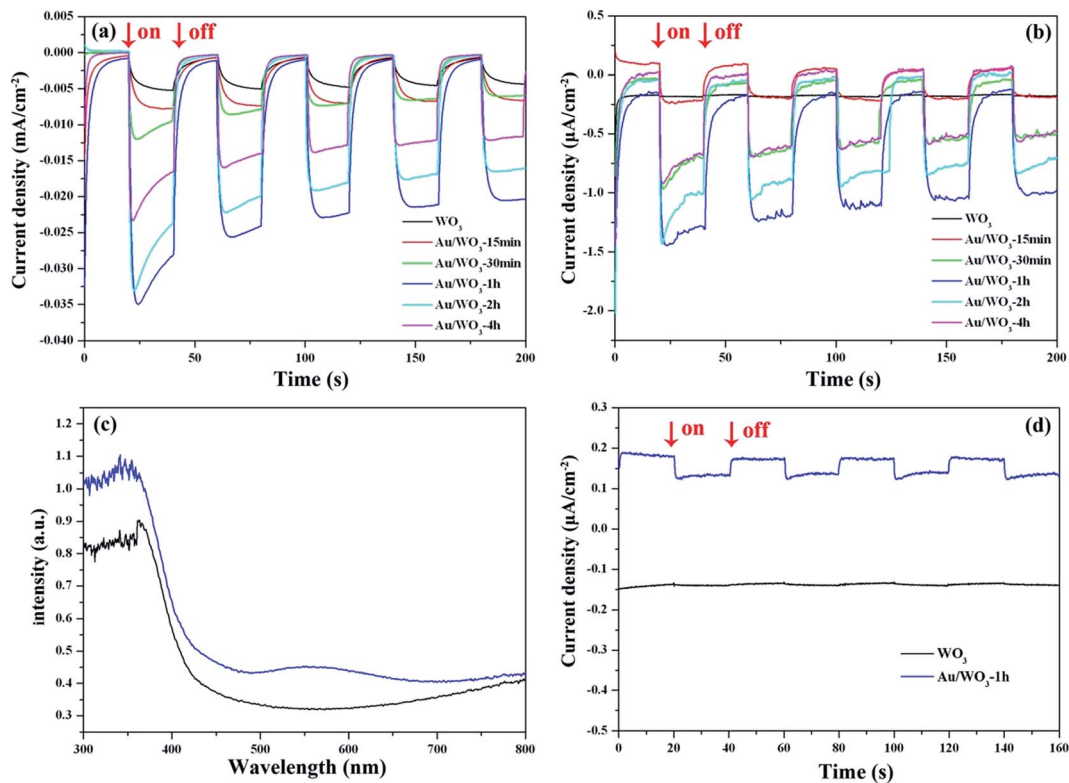 (a)
on
off
Current density (mA/cm⁻²)
0.005
0.000
-0.005
-0.010
-0.015
-0.020
-0.025
-0.030
-0.035
-0.040
WO₃
Au/WO₃-15min
Au/WO₃-30min
Au/WO₃-1h
Au/WO₃-2h
Au/WO₃-4h
0 50 100 150 200
Time (s)
(b)
on
off
Current density (μA/cm⁻²)
0.5
0.0
-0.5
-1.0
-1.5
-2.0
WO₃
Au/WO₃-15min
Au/WO₃-30min
Au/WO₃-1h
Au/WO₃-2h
Au/WO₃-4h
0 50 100 150 200
Time (s)
(c)
intensity (a.u.)
1.1
1.0
0.9
0.8
0.7
0.6
0.5
0.4
0.3
300 400 500 600 700 800
Wavelength (nm)
(d)
on
off
Current density (μA/cm⁻²)
0.3
0.2
0.1
0.0
-0.1
-0.2
-0.3
-0.4
-0.5
WO₃
Au/WO₃-1h
0 20 40 60 80 100 120 140 160
Time (s)